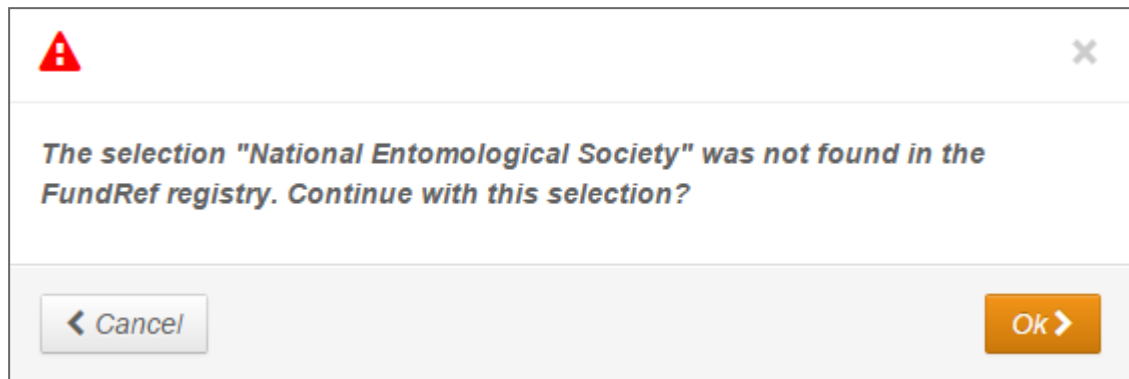 The selection "National Entomological Society" was not found in the
FundRef registry. Continue with this selection?
Cancel
Ok